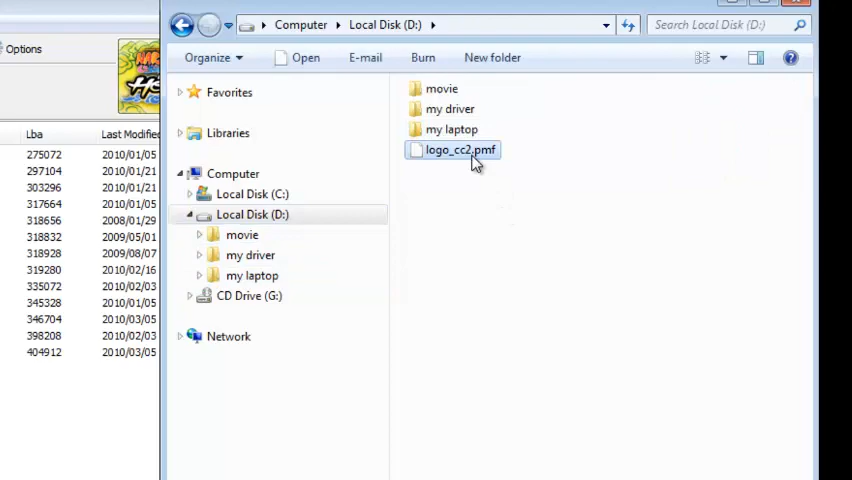 Computer Local Disk (D:) Search Local Disk (D:)
Options
Organize Open E-mail Burn New folder
Lba Last Modified
275072 2010/01/05
297104 2010/01/21
303296 2010/01/21
317664 2010/01/05
318656 2008/01/29
318832 2009/05/01
318928 2009/08/07
319280 2010/02/16
335072 2010/02/03
345328 2010/01/05
346704 2010/03/05
398208 2010/02/03
404912 2010/03/05
Favorites
Libraries
Computer
Local Disk (C:)
Local Disk (D:)
movie
my driver
my laptop
CD Drive (G:)
Network
movie
my driver
my laptop
logo_cc2.pmf